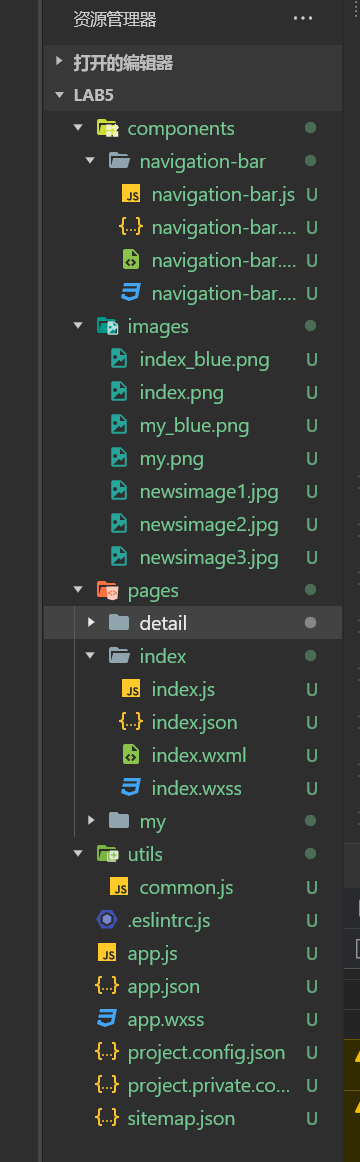 资源管理器 ...
打开的编辑器
LAB5
components
navigation-bar
navigation-bar.js U
navigation-bar.... U
navigation-bar.... U
navigation-bar.... U
images
index_blue.png U
index.png U
my_blue.png U
my.png U
newsimage1.jpg U
newsimage2.jpg U
newsimage3.jpg U
pages
detail
index
index.js U
index.json U
index.wxml U
index.wxss U
my
utils
common.js U
.eslintrc.js U
app.js U
app.json U
app.wxss U
project.config.json U
project.private.co... U
sitemap.json U